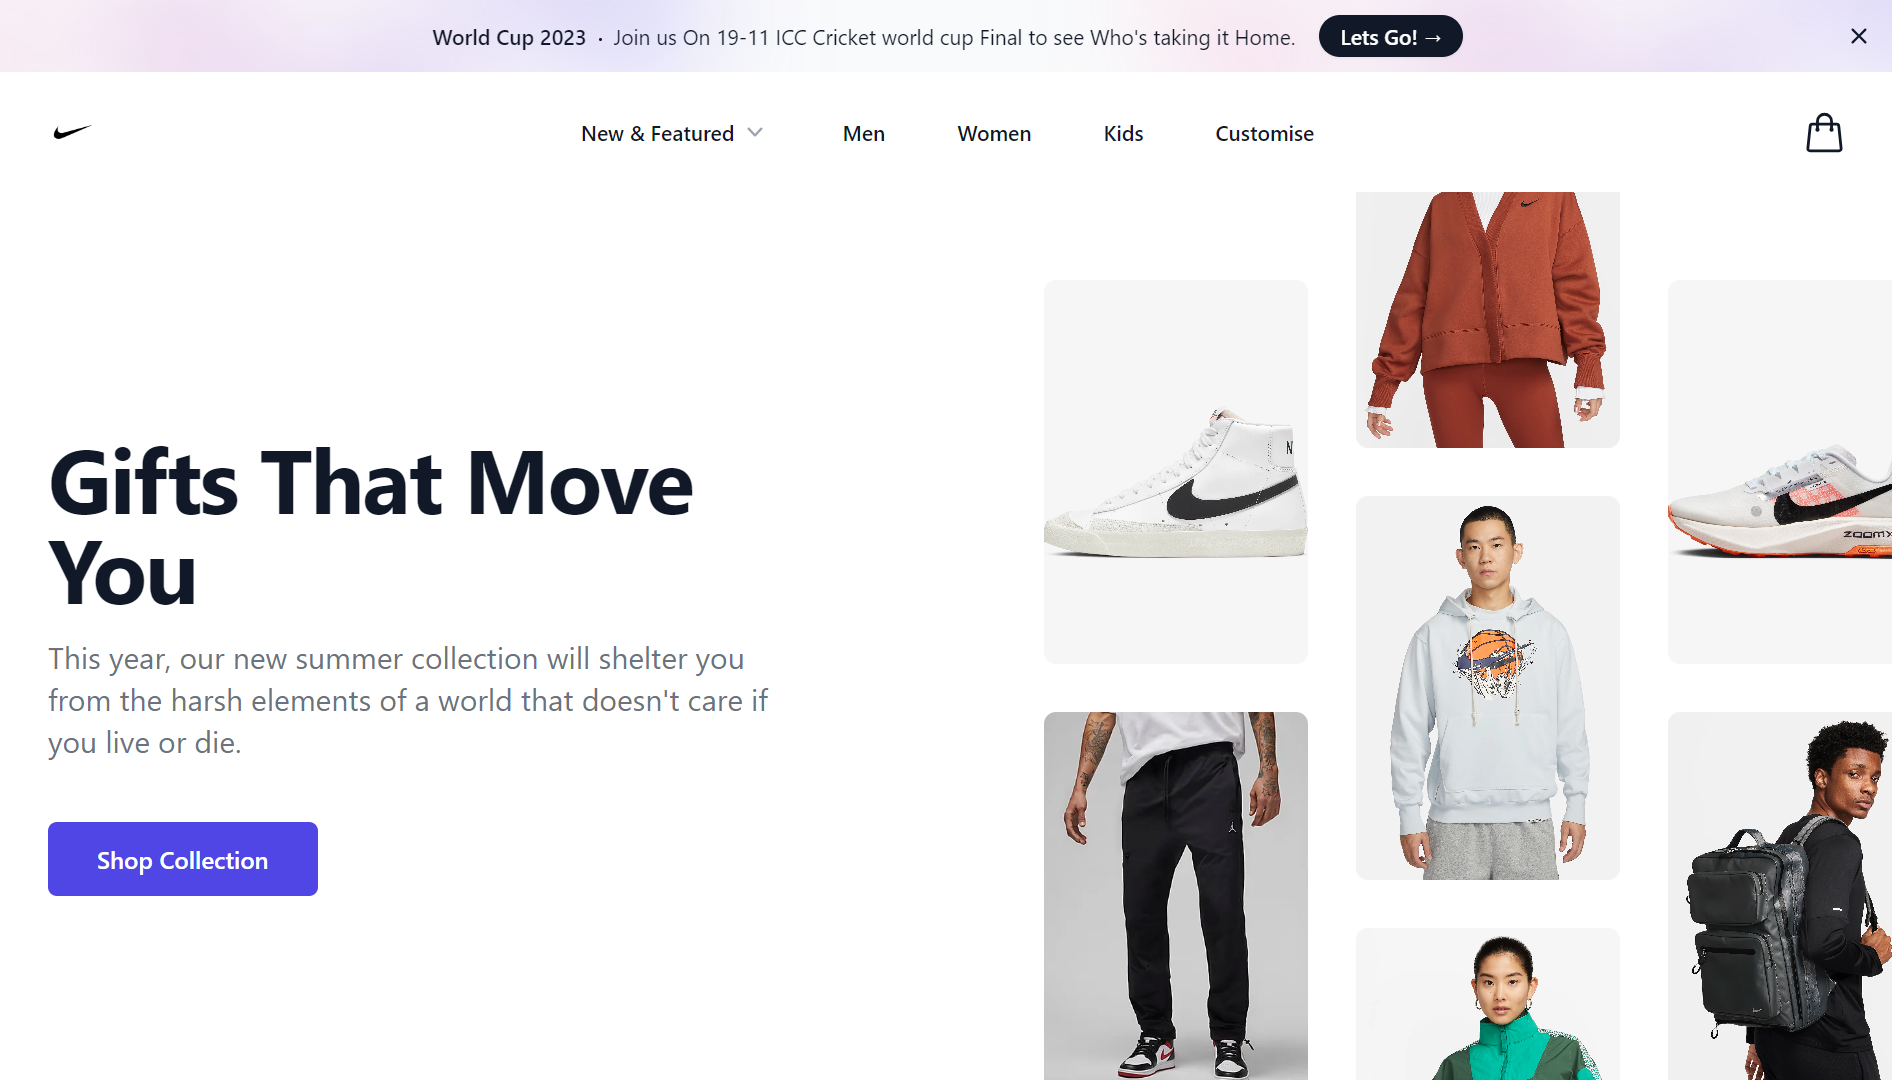 World Cup 2023 • Join us On 19-11 ICC Cricket world cup Final to see Who's taking it Home.
Lets Go! →
New & Featured
Men
Women
Kids
Customise
Gifts That Move
You
This year, our new summer collection will shelter you
from the harsh elements of a world that doesn't care if
you live or die.
Shop Collection
N
ZOOMX